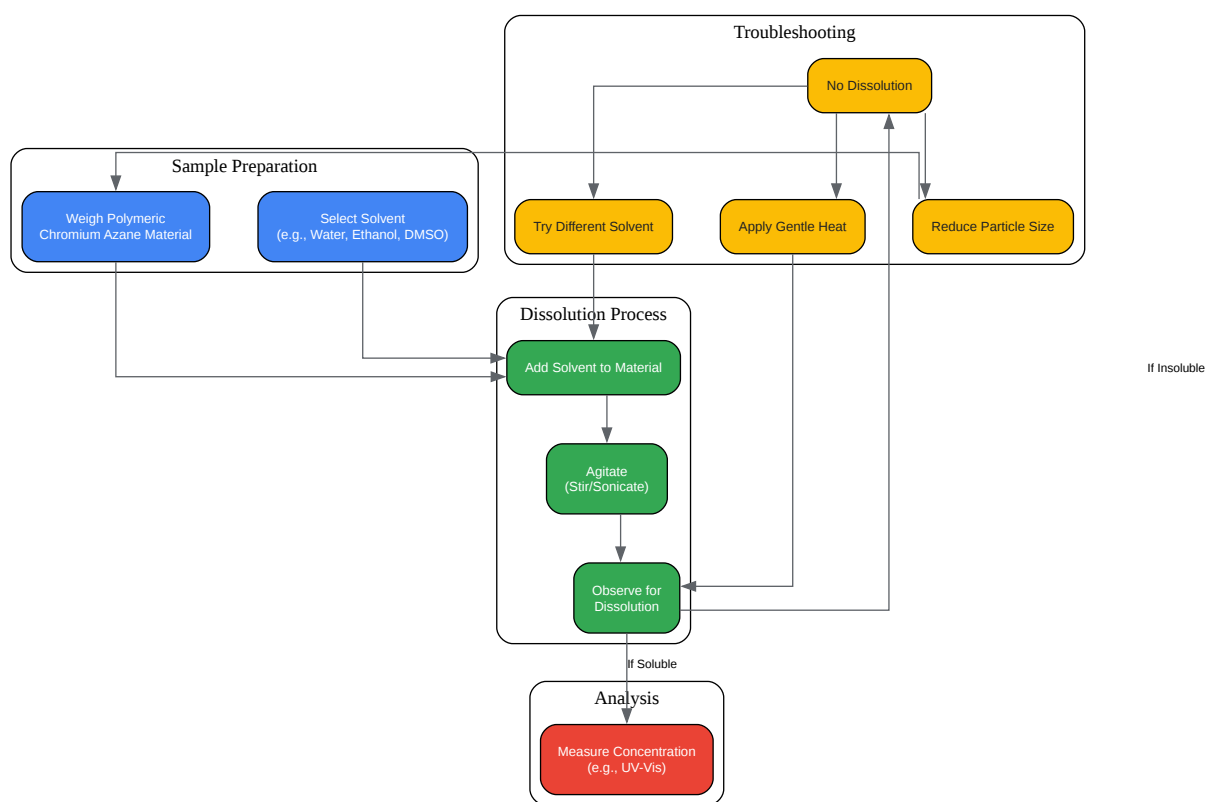 Troubleshooting
No Dissolution
Sample Preparation
Weigh Polymeric
Chromium Azane Material
Select Solvent
(e.g., Water, Ethanol, DMSO)
Try Different Solvent
Apply Gentle Heat
Reduce Particle Size
Dissolution Process
Add Solvent to Material
If Insoluble
Agitate
(Stir/Sonicate)
Observe for
Dissolution
If Soluble
Analysis
Measure Concentration
(e.g., UV-Vis)